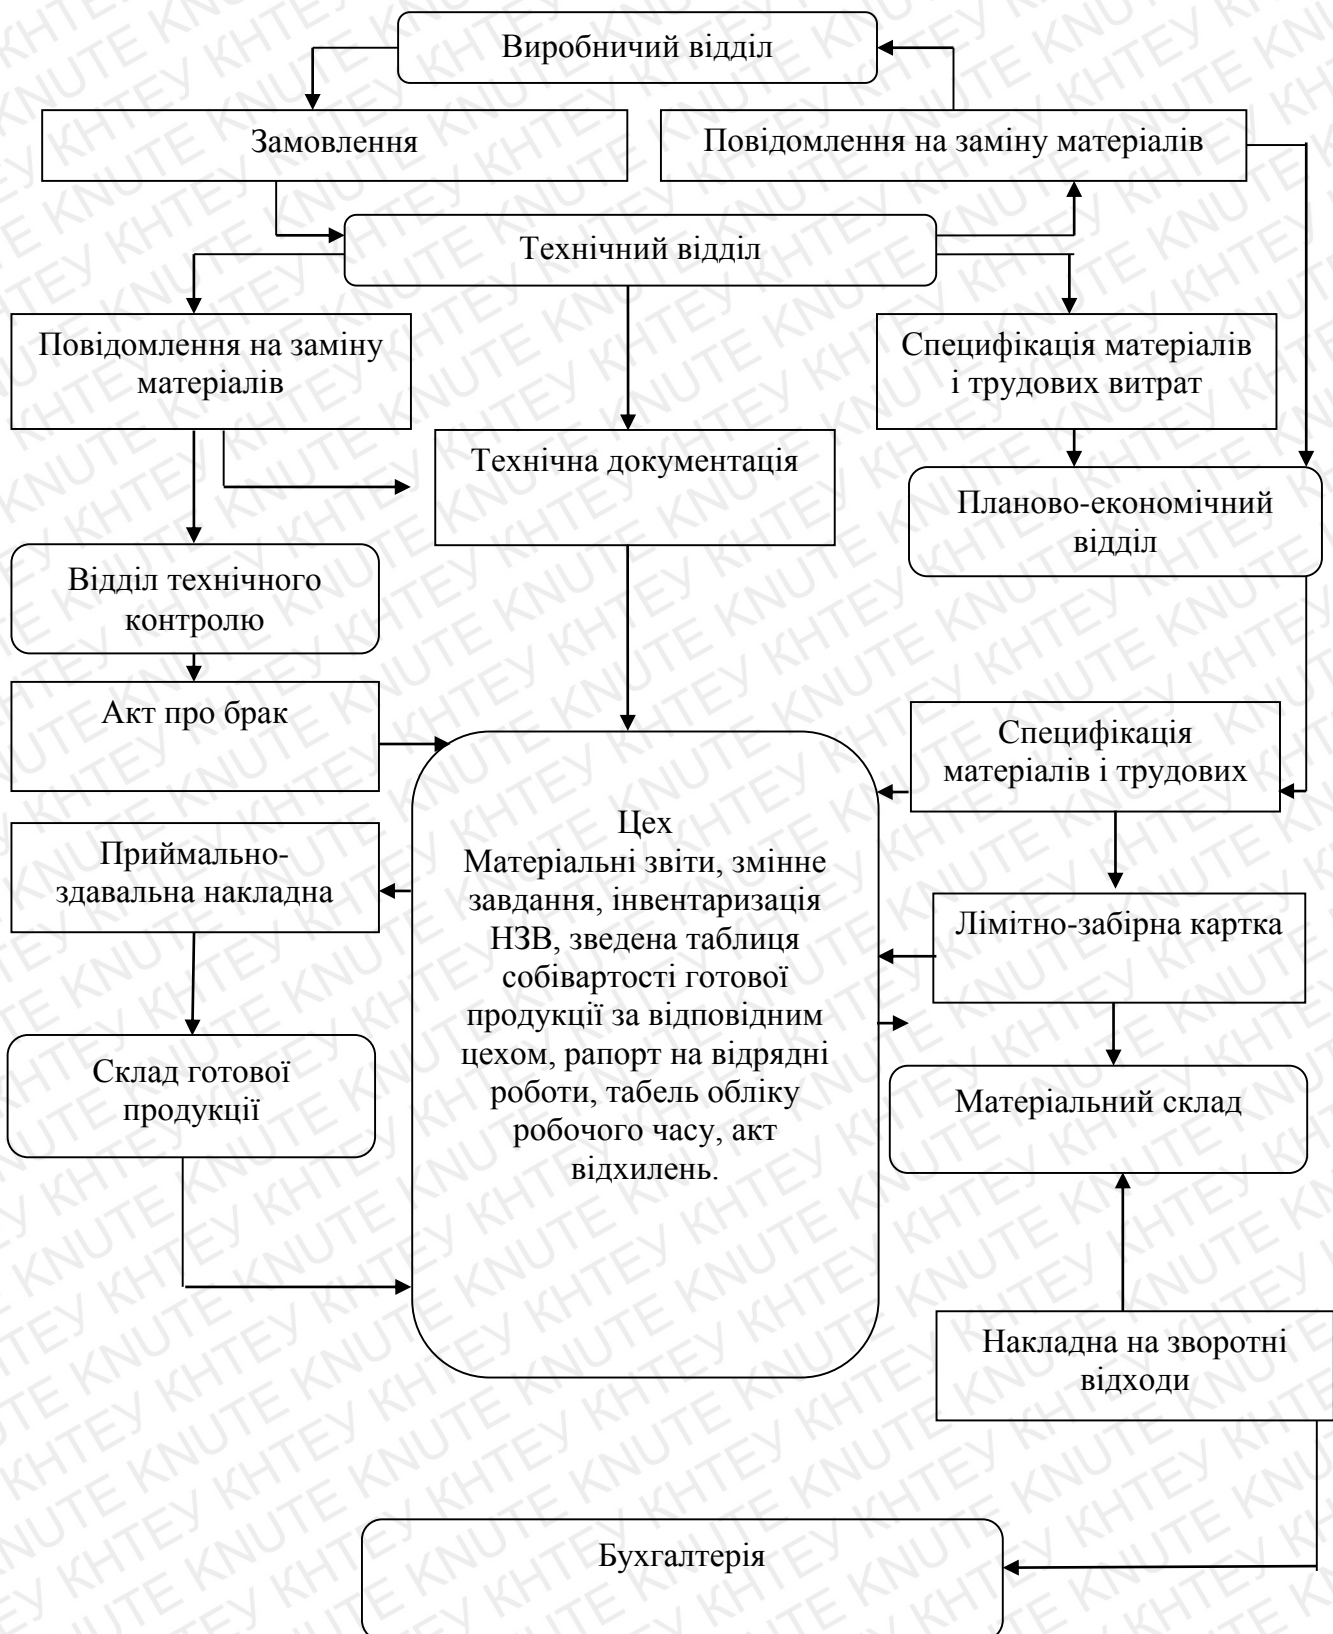 Виробничий відділ
Замовлення
Повідомлення на заміну матеріалів
Технічний відділ
Повідомлення на заміну
матеріалів
Специфікація матеріалів
і трудових витрат
Технічна документація
Планово-економічний
відділ
Відділ технічного
контролю
Акт про брак
Специфікація
матеріалів і трудових
Цех
Матеріальні звіти, змінне
завдання, інвентаризація
НЗВ, зведена таблиця
собівартості готової
продукції за відповідним
цехом, рапорт на відрядні
роботи, табель обліку
робочого часу, акт
відхилень.
Приймально-
здавальна накладна
Лімітно-забірна картка
Склад готової
продукції
Матеріальний склад
Накладна на зворотні
відходи
Бухгалтерія
КНТЕУ KNUTE